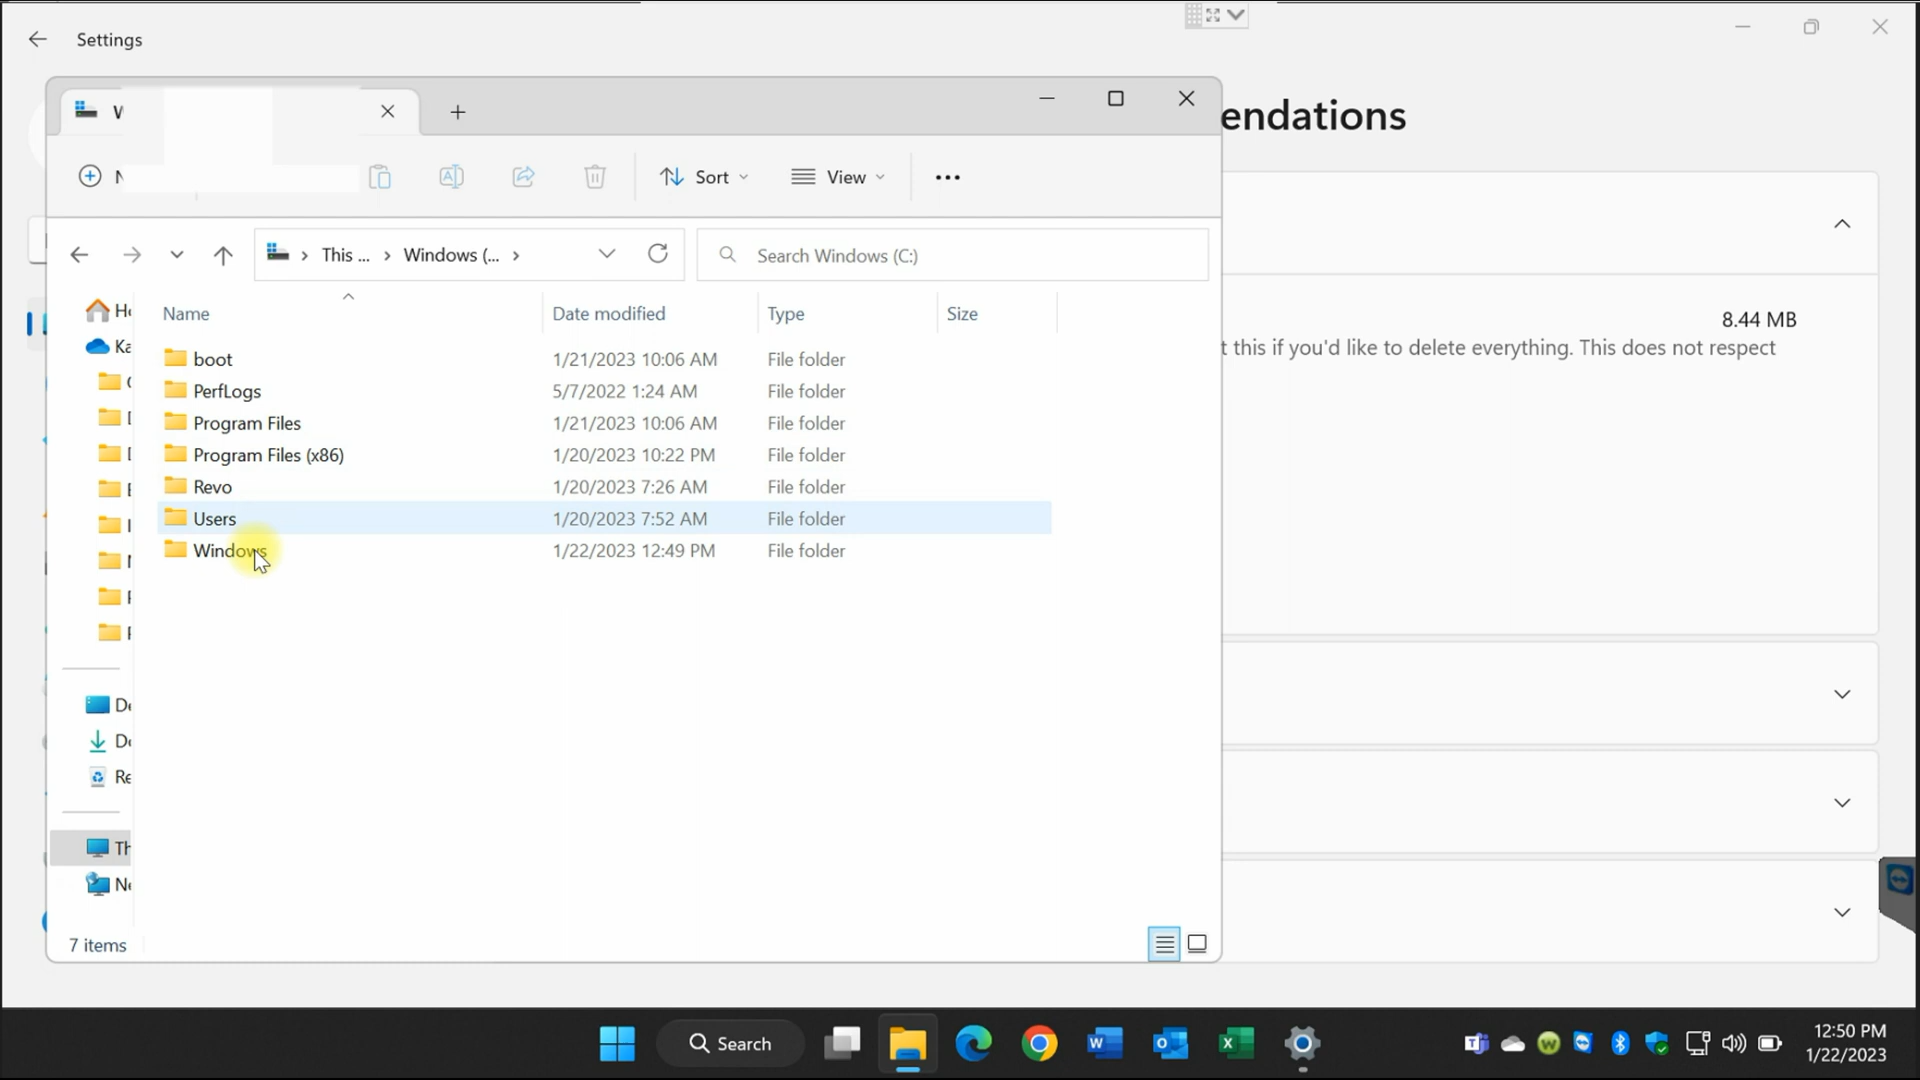 Settings
endations
Sort
View
This ...
Windows (...
Search Windows (C:)
Name
Date modified
Type
Size
boot 1/21/2023 10:06 AM File folder
PerfLogs 5/7/2022 1:24 AM File folder
Program Files 1/21/2023 10:06 AM File folder
Program Files (x86) 1/20/2023 10:22 PM File folder
Revo 1/20/2023 7:26 AM File folder
Users 1/20/2023 7:52 AM File folder
Windows 1/22/2023 12:49 PM File folder
8.44 MB
t this if you'd like to delete everything. This does not respect
Ka
De
Re
Th
7 items
Search
12:50 PM
1/22/2023